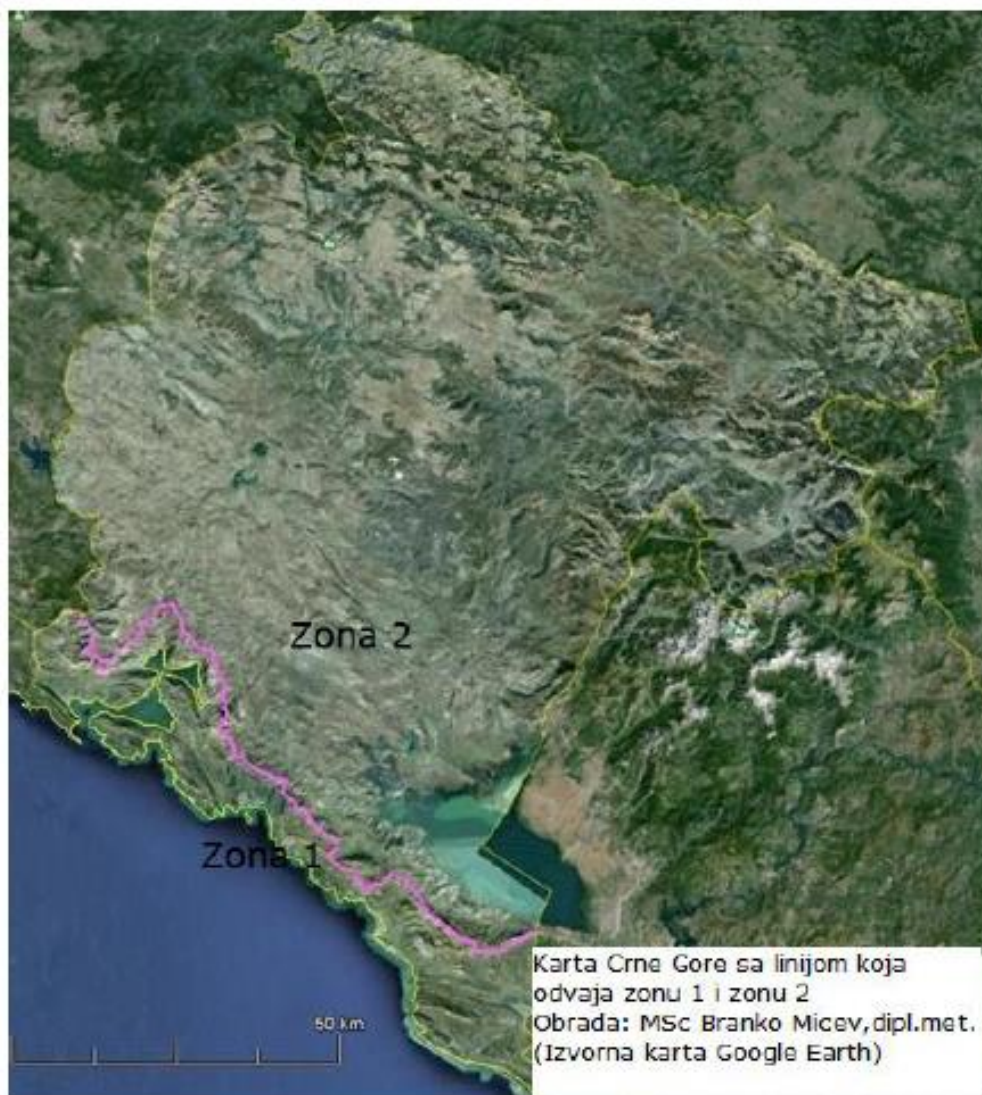 Zona 2
Zona 1
50 km
Karta Crne Gore sa linijom koja
odvaja zonu 1 i zonu 2
Obrada: MSc Branko Micev,dipl.met.
(Izvorna karta Google Earth)